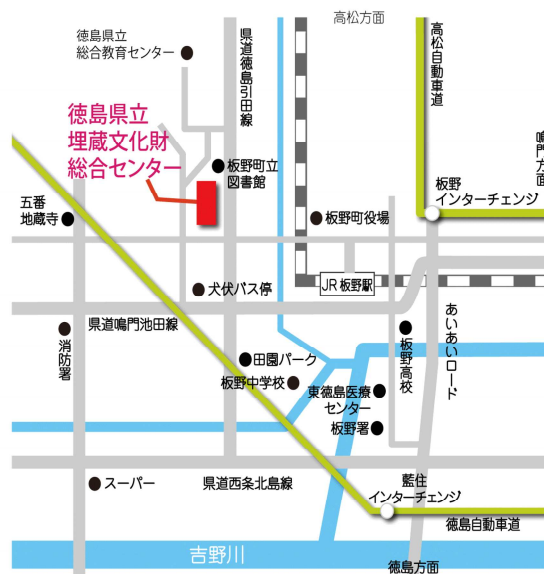 高松方面
徳島県立
総合教育センター
県道徳島引田線
高松自動車道
徳島県立
埋蔵文化財
総合センター
鳴門方面
板野町立
図書館
板野
インターチェンジ
五番
地蔵寺
板野町役場
JR板野駅
犬伏バス停
県道鳴門池田線
消防署
あいあいロード
板野高校
田園パーク
板野中学校
東徳島医療
センター
板野署
スーパー
県道西条北島線
藍住
インターチェンジ
徳島自動車道
吉野川
徳島方面